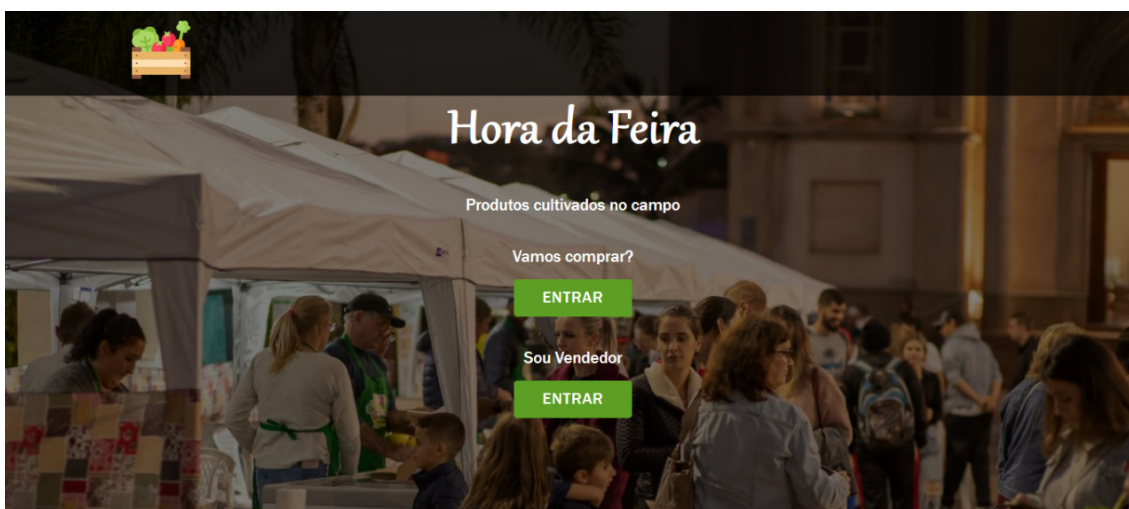 Hora da Feira
Produtos cultivados no campo
Vamos comprar?
ENTRAR
Sou Vendedor
ENTRAR